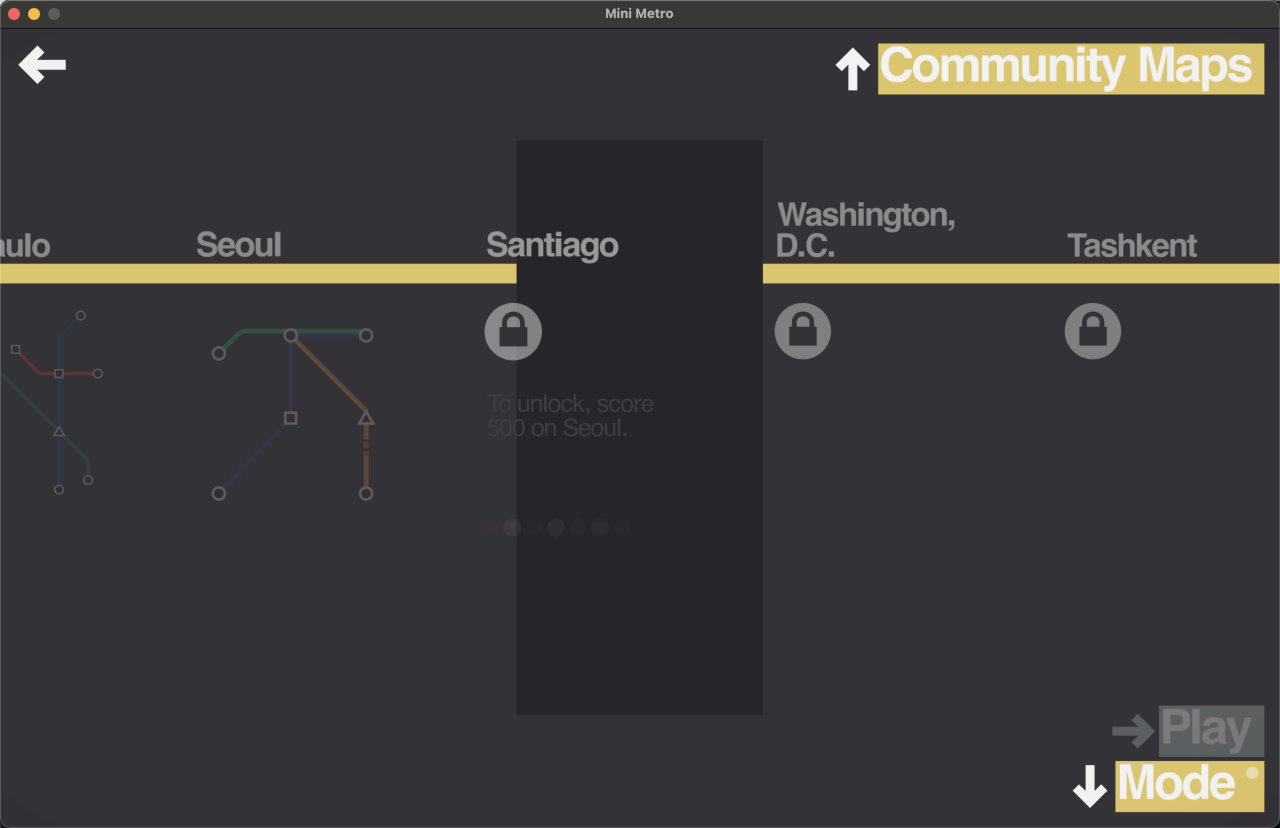 Mini Metro
Community Maps
aulo
Seoul
Santiago
Washington,
D.C.
Tashkent
To unlock, score
500 on Seoul.
Play
Mode